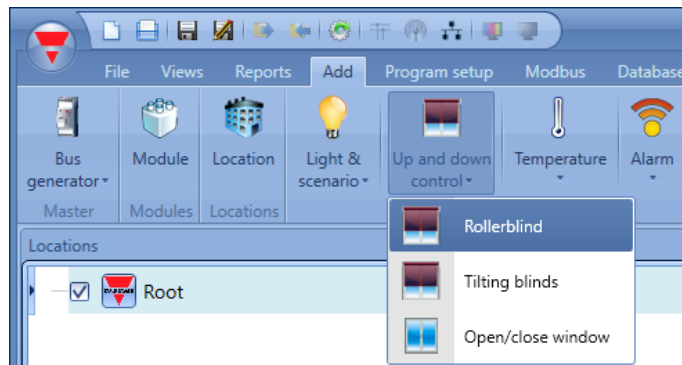 File Views Reports Add Program setup Modbus Database
Bus generator Module Location Light & scenario Up and down control Temperature Alarm
Master Modules Locations
Rollerblind
Locations
Tilting blinds
Root
Open/close window